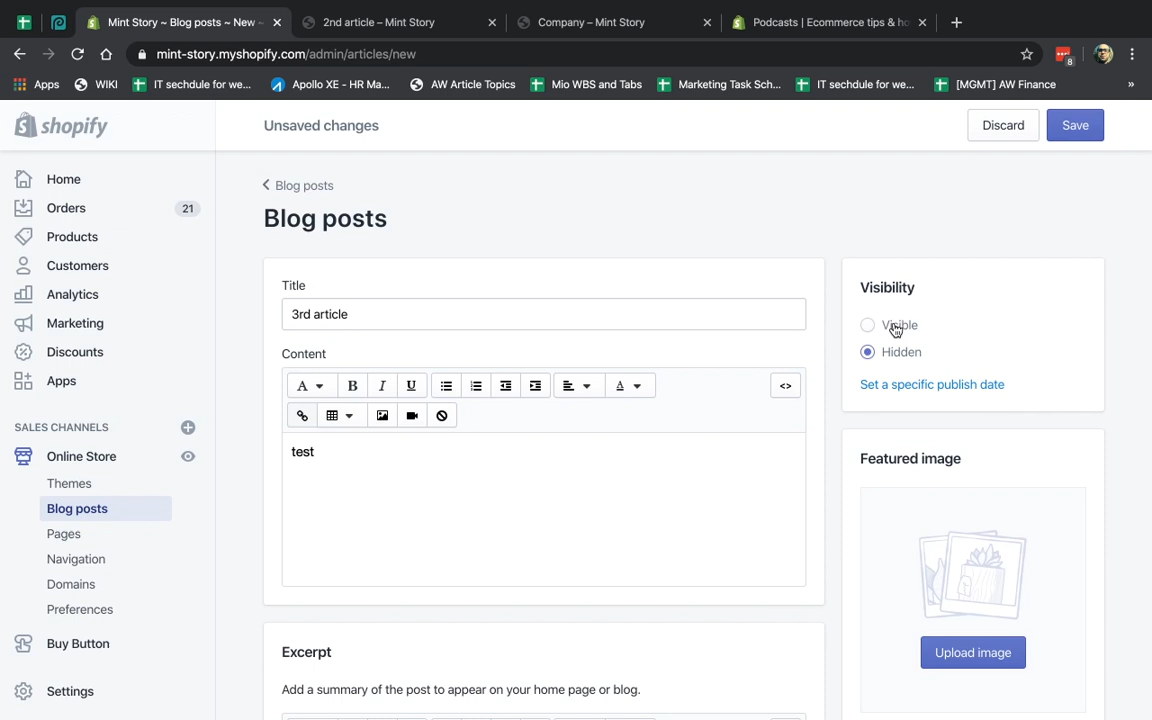 Mint Story ~ Blog posts ~ New
2nd article – Mint Story
Company – Mint Story
Podcasts | Ecommerce tips & ho
mint-story.myshopify.com/admin/articles/new
8
Apps
WIKI
IT sechdule for we...
Apollo XE - HR Ma...
AW Article Topics
Mio WBS and Tabs
Marketing Task Sch...
IT sechdule for we...
[MGMT] AW Finance
»
shopify
Unsaved changes
Discard
Save
Home
Orders
21
Products
Customers
Analytics
Marketing
Discounts
Apps
SALES CHANNELS
Online Store
Themes
Blog posts
Pages
Navigation
Domains
Preferences
Buy Button
Settings
Blog posts
Blog posts
Title
3rd article
Content
A
B
I
U
A
<>
test
Excerpt
Add a summary of the post to appear on your home page or blog.
Visibility
Visible
Hidden
Set a specific publish date
Featured image
Upload image